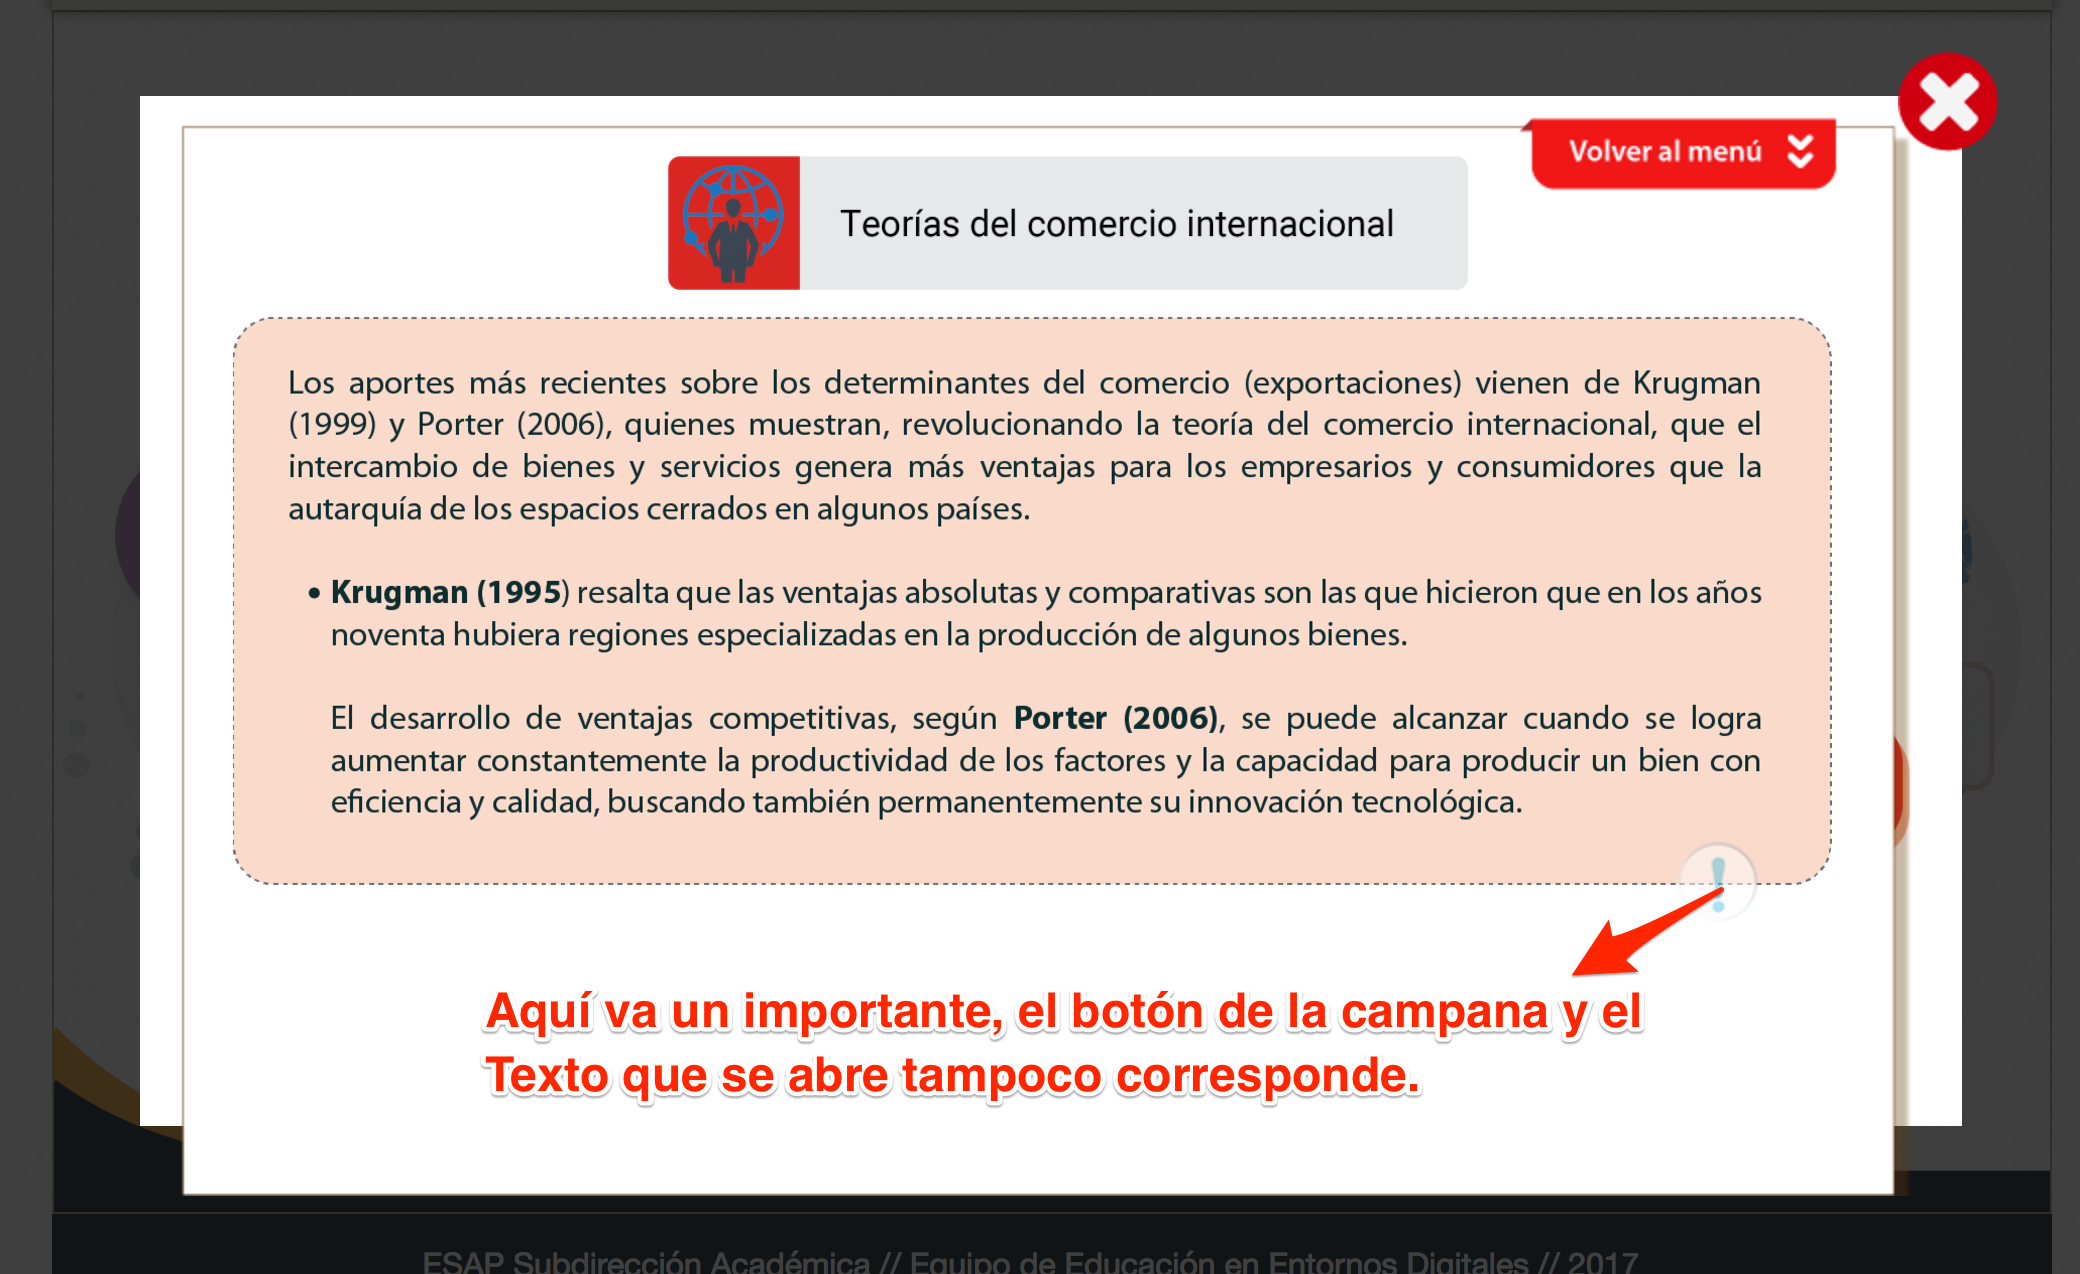 Volver al menú
Teorías del comercio internacional
Los aportes más recientes sobre los determinantes del comercio (exportaciones) vienen de Krugman
(1999) y Porter (2006), quienes muestran, revolucionando la teoría del comercio internacional, que el
intercambio de bienes y servicios genera más ventajas para los empresarios y consumidores que la
autarquía de los espacios cerrados en algunos países.
• Krugman (1995) resalta que las ventajas absolutas y comparativas son las que hicieron que en los años
noventa hubiera regiones especializadas en la producción de algunos bienes.
El desarrollo de ventajas competitivas, según Porter (2006), se puede alcanzar cuando se logra
aumentar constantemente la productividad de los factores y la capacidad para producir un bien con
eficiencia y calidad, buscando también permanentemente su innovación tecnológica.
!
Aquí va un importante, el botón de la campana y el
Texto que se abre tampoco corresponde.
ESAP Subdirección Académica // Equipo de Educación en Entornos Digitales // 2017